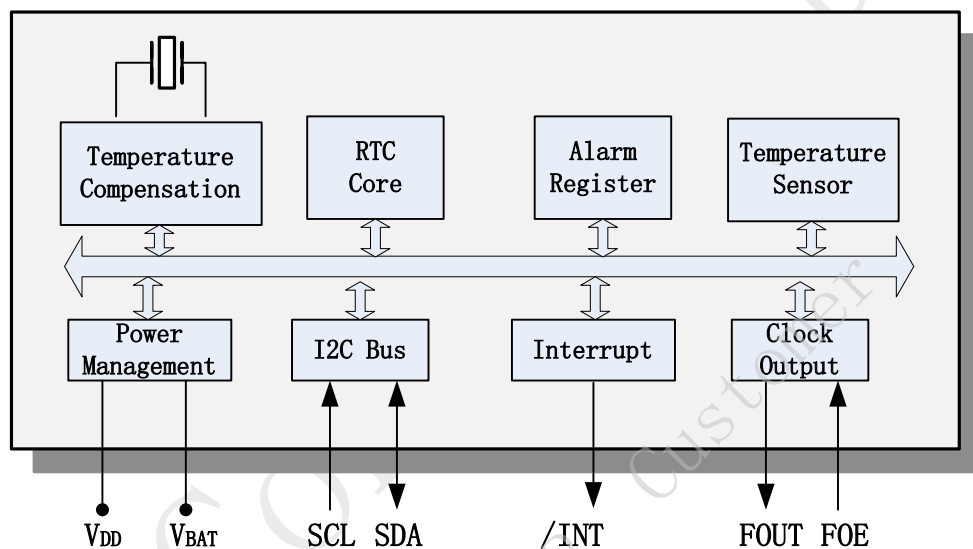 Temperature
Compensation
RTC
Core
Alarm
Register
Temperature
Sensor
Power
Management
I2C Bus
Interrupt
Clock
Output
VDD
VBAT
SCL SDA
/INT
FOUT FOE
Customer